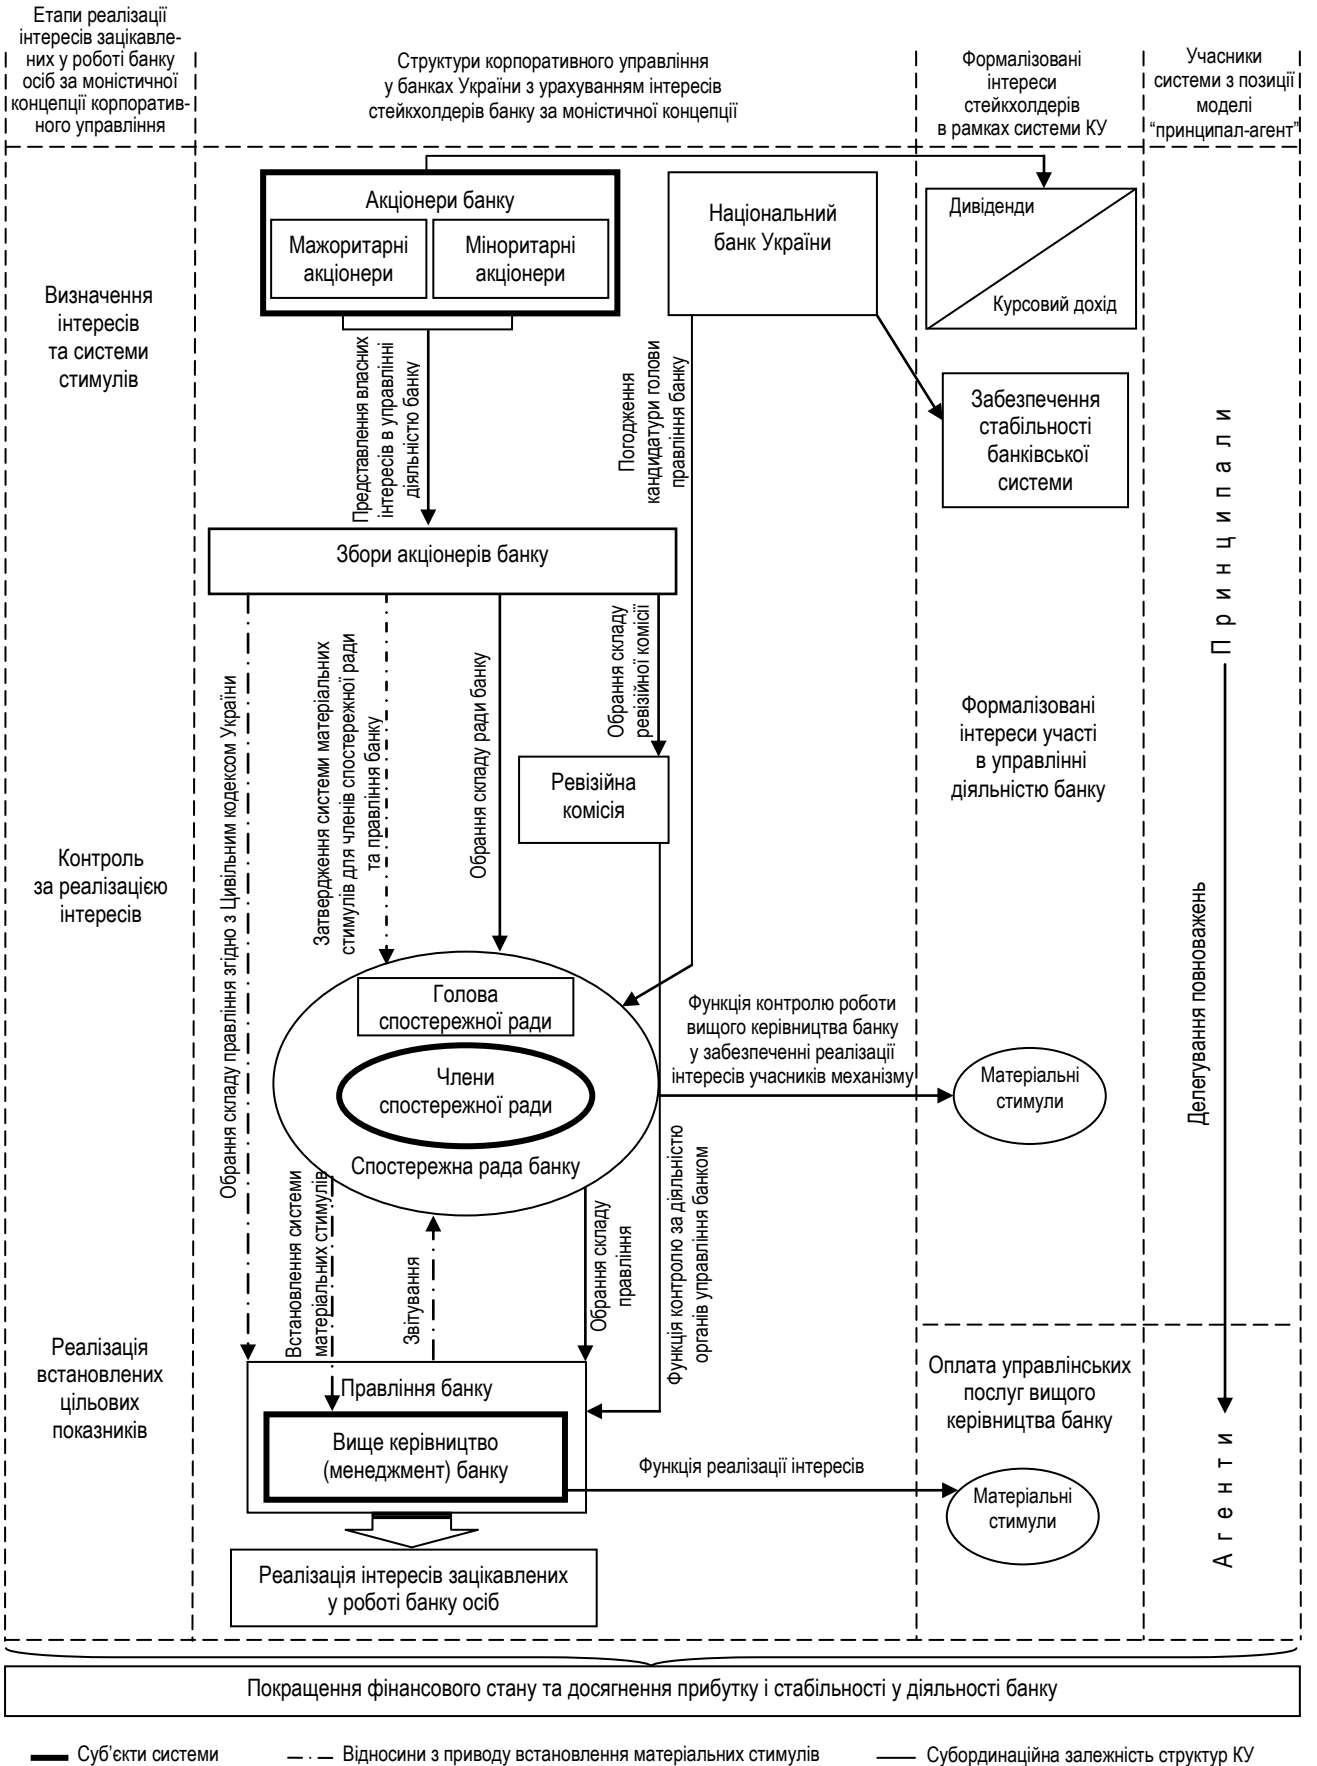 Етапи реалізації
інтересів зацікавле-
них у роботі банку
осіб за моністичної
концепції корпоратив-
ного управління
Структури корпоративного управління
у банках України з урахуванням інтересів
стейкхолдерів банку за моністичної концепції
Формалізовані
інтереси
стейкхолдерів
в рамках системи КУ
Учасники
системи з позиції
моделі
“принципал-агент”
Визначення
інтересів
та системи
стимулів
Акціонери банку
Мажоритарні
акціонери
Міноритарні
акціонери
Національний
банк України
Дивіденди
Курсовий дохід
Представлення власних
інтересів в управлінні
діяльністю банку
Погодження
кандидатури голови
правління банку
Забезпечення
стабільності
банківської
системи
Принципали
Збори акціонерів банку
Обрання складу правління згідно з Цивільним кодексом України
Затвердження системи матеріальних
стимулів для членів спостережної ради
та правління банку
Обрання складу ради банку
Обрання складу
ревізійної комісії
Ревізійна
комісія
Формалізовані
інтереси участі
в управлінні
діяльністю банку
Контроль
за реалізацією
інтересів
Делегування повноважень
Голова
спостережної ради
Члени
спостережної ради
Спостережна рада банку
Функція контролю роботи
вищого керівництва банку
у забезпеченні реалізації
інтересів учасників механізму
Матеріальні
стимули
Встановлення системи
матеріальних стимулів
Звітування
Обрання складу
правління
Функція контролю за діяльністю
органів управління банком
Реалізація
встановлених
цільових
показників
Правління банку
Вище керівництво
(менеджмент) банку
Функція реалізації інтересів
Оплата управлінських
послуг вищого
керівництва банку
Матеріальні
стимули
Агенти
Реалізація інтересів зацікавлених
у роботі банку осіб
Покращення фінансового стану та досягнення прибутку і стабільності у діяльності банку
Суб’єкти системи
Відносини з приводу встановлення матеріальних стимулів
Субординаційна залежність структур КУ